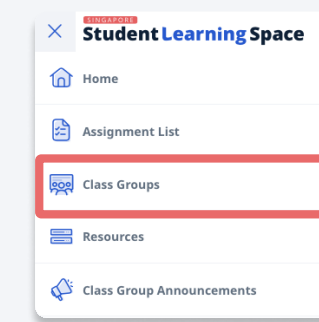 SINGAPORE
Student Learning Space
Home
Assignment List
Class Groups
Resources
Class Group Announcements